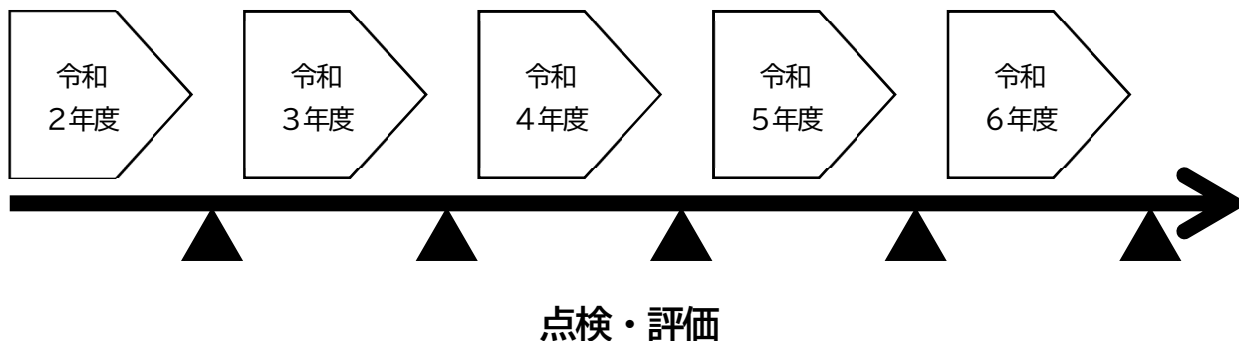 令和
２年度
令和
３年度
令和
４年度
令和
５年度
令和
６年度
点検・評価